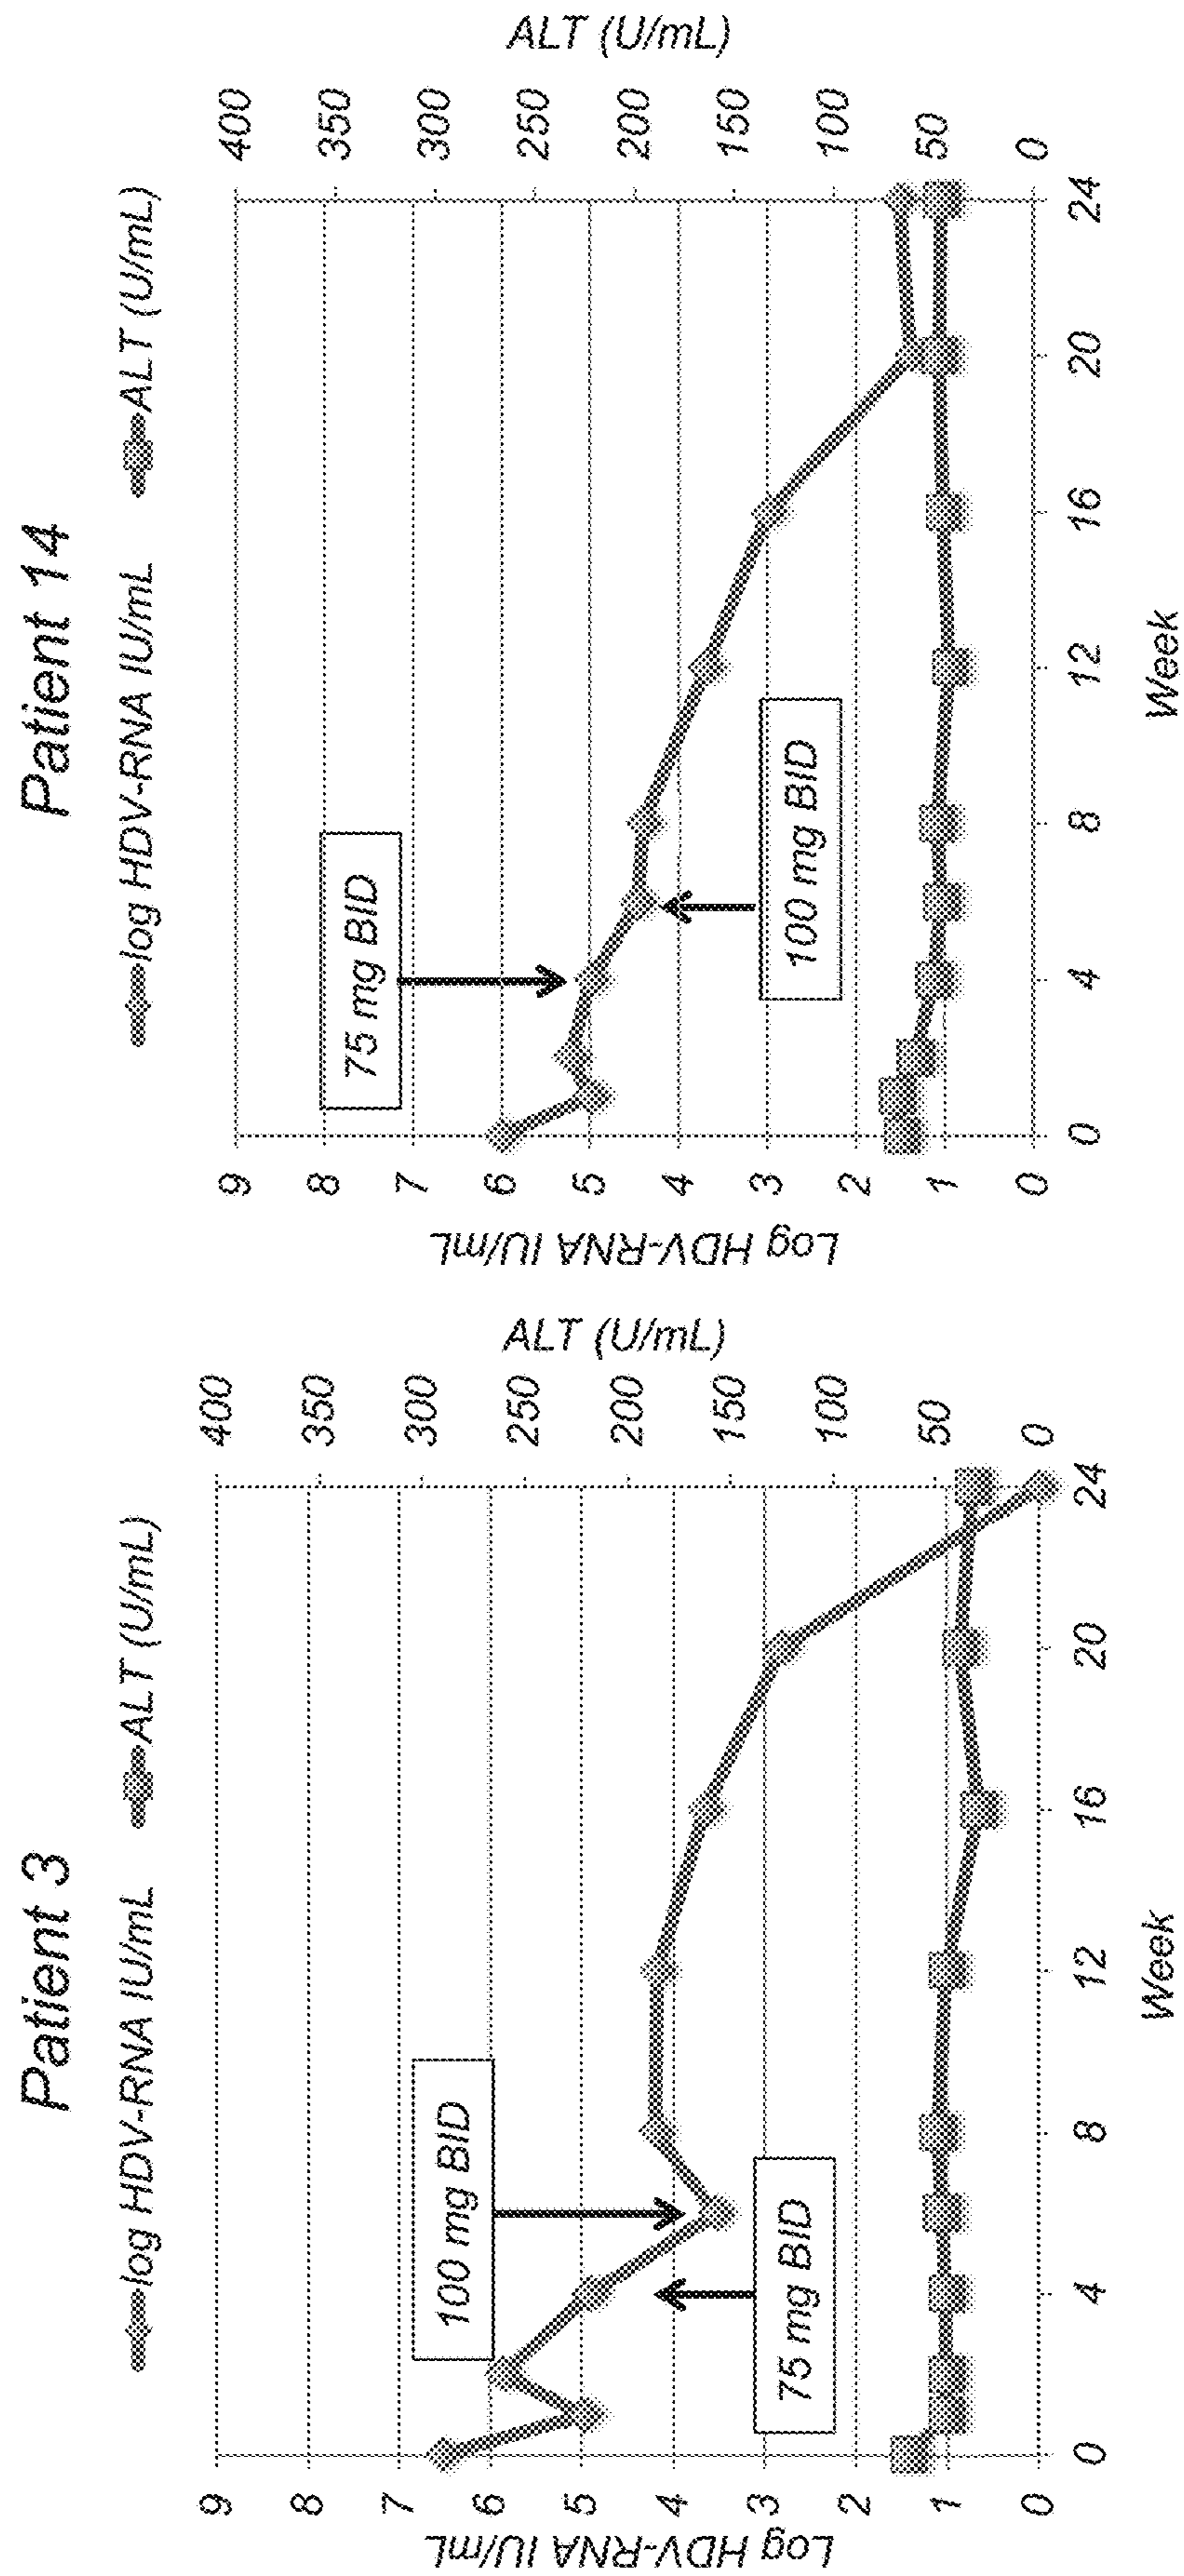 Patient 3
log HDV-RNA IU/mL ALT (U/mL)
Log HDV-RNA IU/mL
9
8
7
6
5
4
3
2
1
0
100 mg BID
75 mg BID
ALT (U/mL)
400
350
300
250
200
150
100
50
0
0 4 8 12 16 20 24
Week
Patient 14
log HDV-RNA IU/mL ALT (U/mL)
Log HDV-RNA IU/mL
9
8
7
6
5
4
3
2
1
0
75 mg BID
100 mg BID
ALT (U/mL)
400
350
300
250
200
150
100
50
0
0 4 8 12 16 20 24
Week